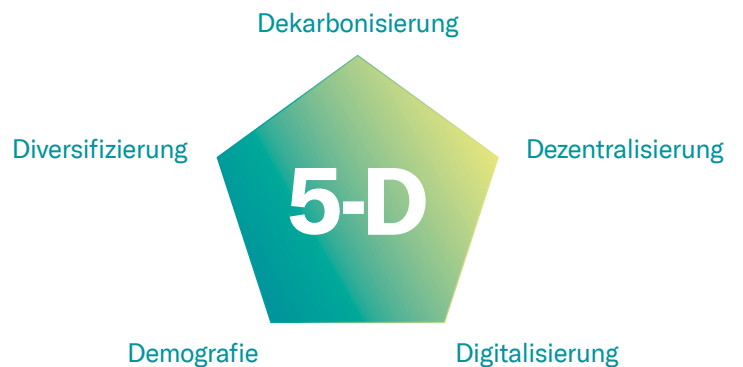 Dekarbonisierung
Diversifizierung
Dezentralisierung
5-D
Demografie
Digitalisierung